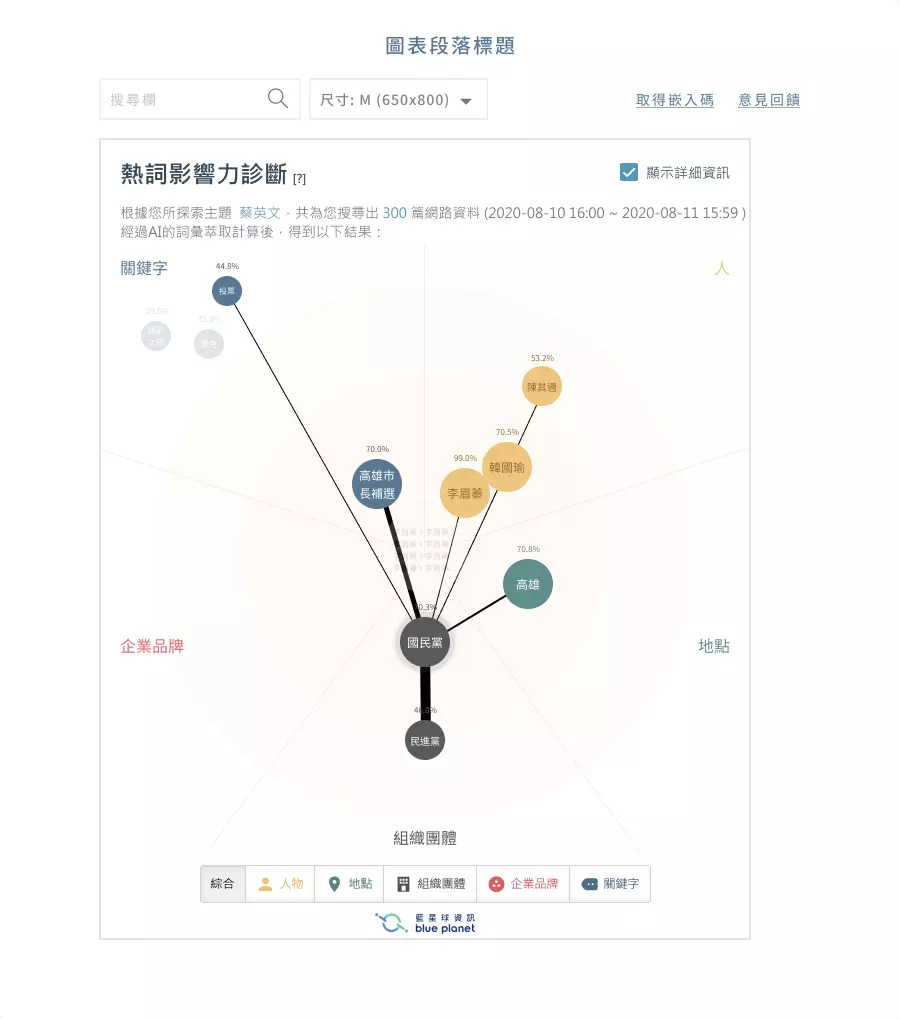 圖表段落標題
搜尋欄
尺寸: M (650x800)
取得嵌入碼
意見回饋
熱詞影響力診斷 [?]
顯示詳細資訊
根據您所探索主題 蔡英文，共為您搜尋出 300 篇網路資料 (2020-08-10 16:00 ~ 2020-08-11 15:59 )
經過AI的詞彙萃取計算後，得到以下結果：
關鍵字
人
44.8%
投票
53.2%
陳其邁
70.5%
韓國瑜
70.0%
高雄市
長補選
99.0%
李眉蓁
70.8%
高雄
國民黨
企業品牌
地點
民進黨
組織團體
綜合
人物
地點
組織團體
企業品牌
關鍵字
藍星球資訊
blue planet